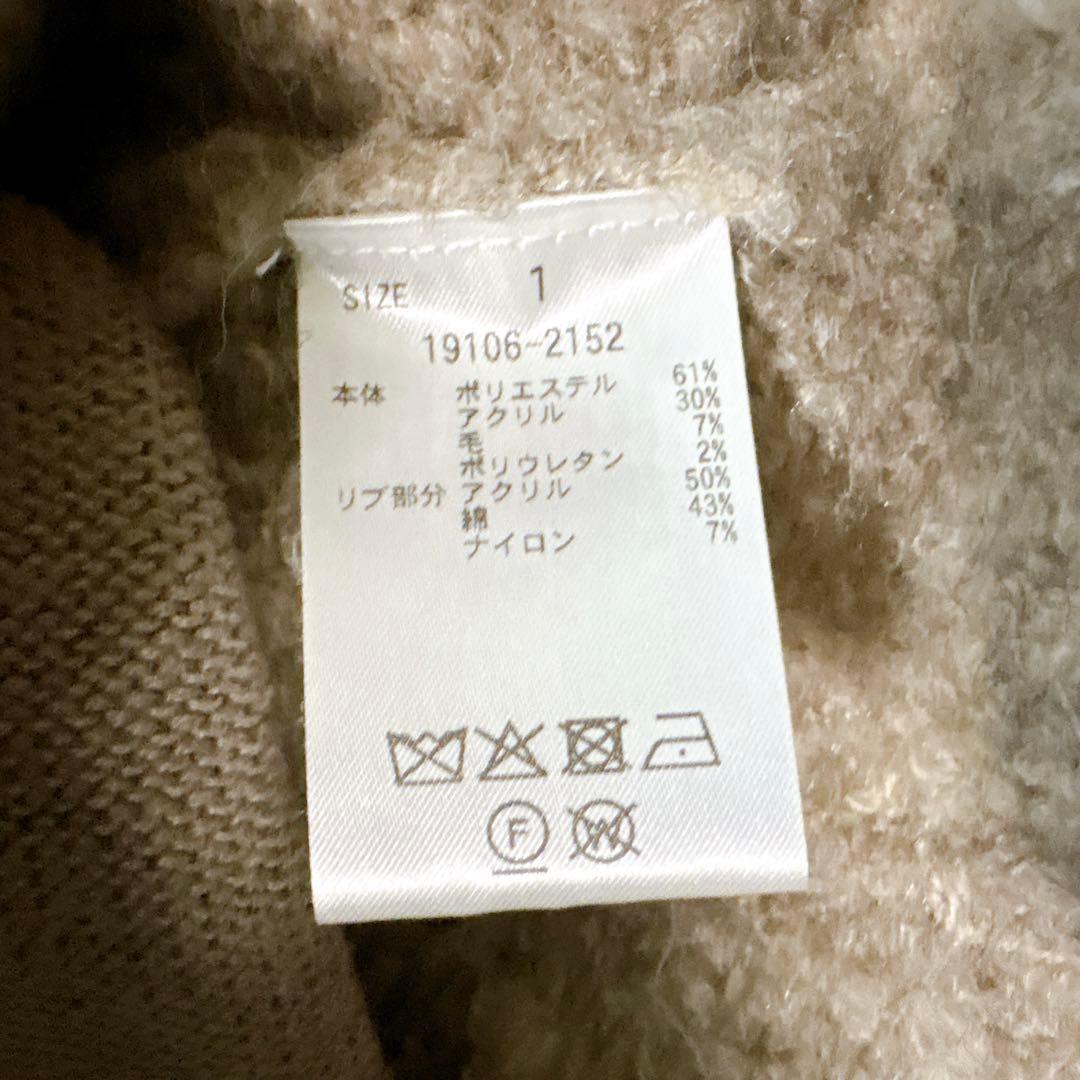 SIZE 1
19106-2152
本体 ポリエステル 61%
アクリル 30%
毛 7%
ポリウレタン 2%
リブ部分 アクリル 50%
綿 43%
ナイロン 7%
F W